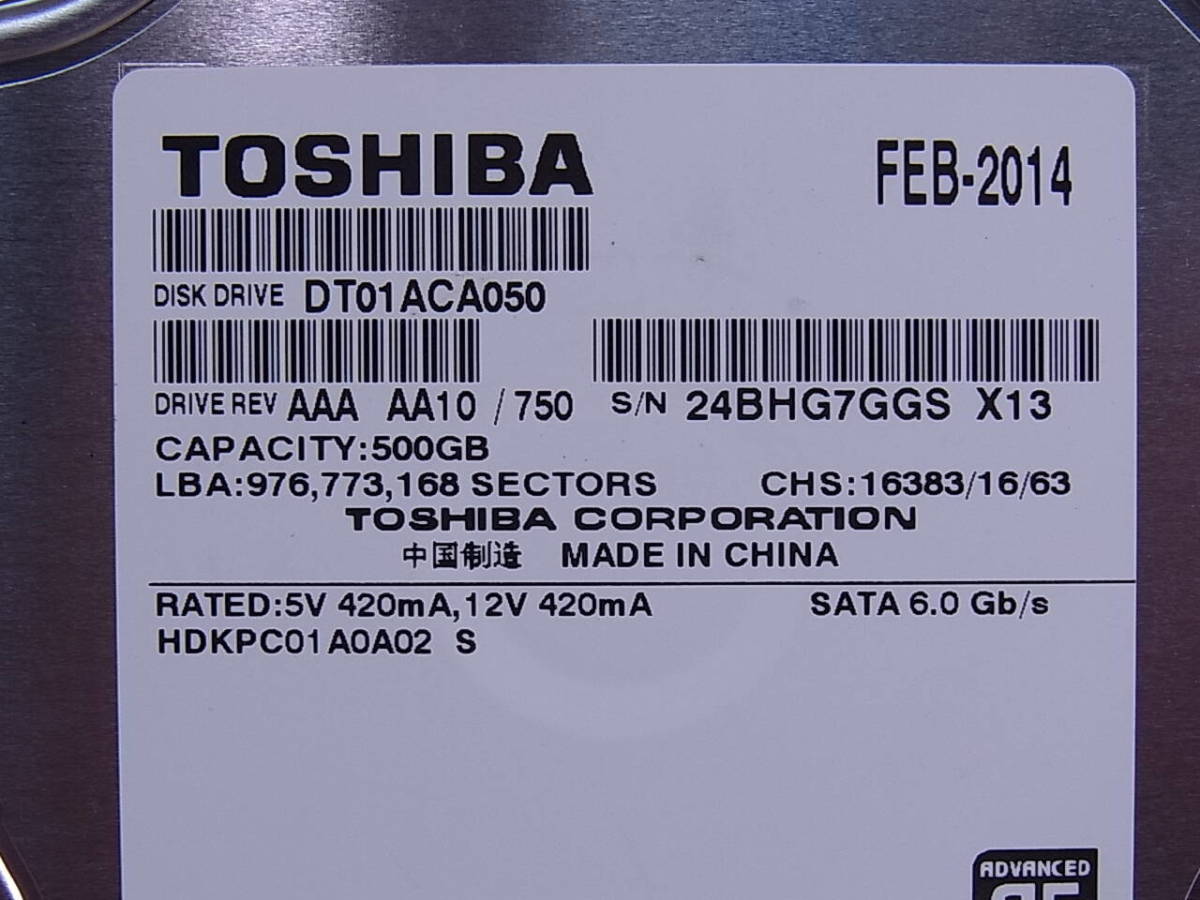 TOSHIBA
FEB-2014
DISK DRIVE DT01ACA050
DRIVE REV AAA AA10 / 750 S/N 24BHG7GGS X13
CAPACITY:500GB
LBA:976,773,168 SECTORS CHS:16383/16/63
TOSHIBA CORPORATION
中国制造 MADE IN CHINA
RATED:5V 420mA,12V 420mA SATA 6.0 Gb/s
HDKPC01A0A02 S
ADVANCED